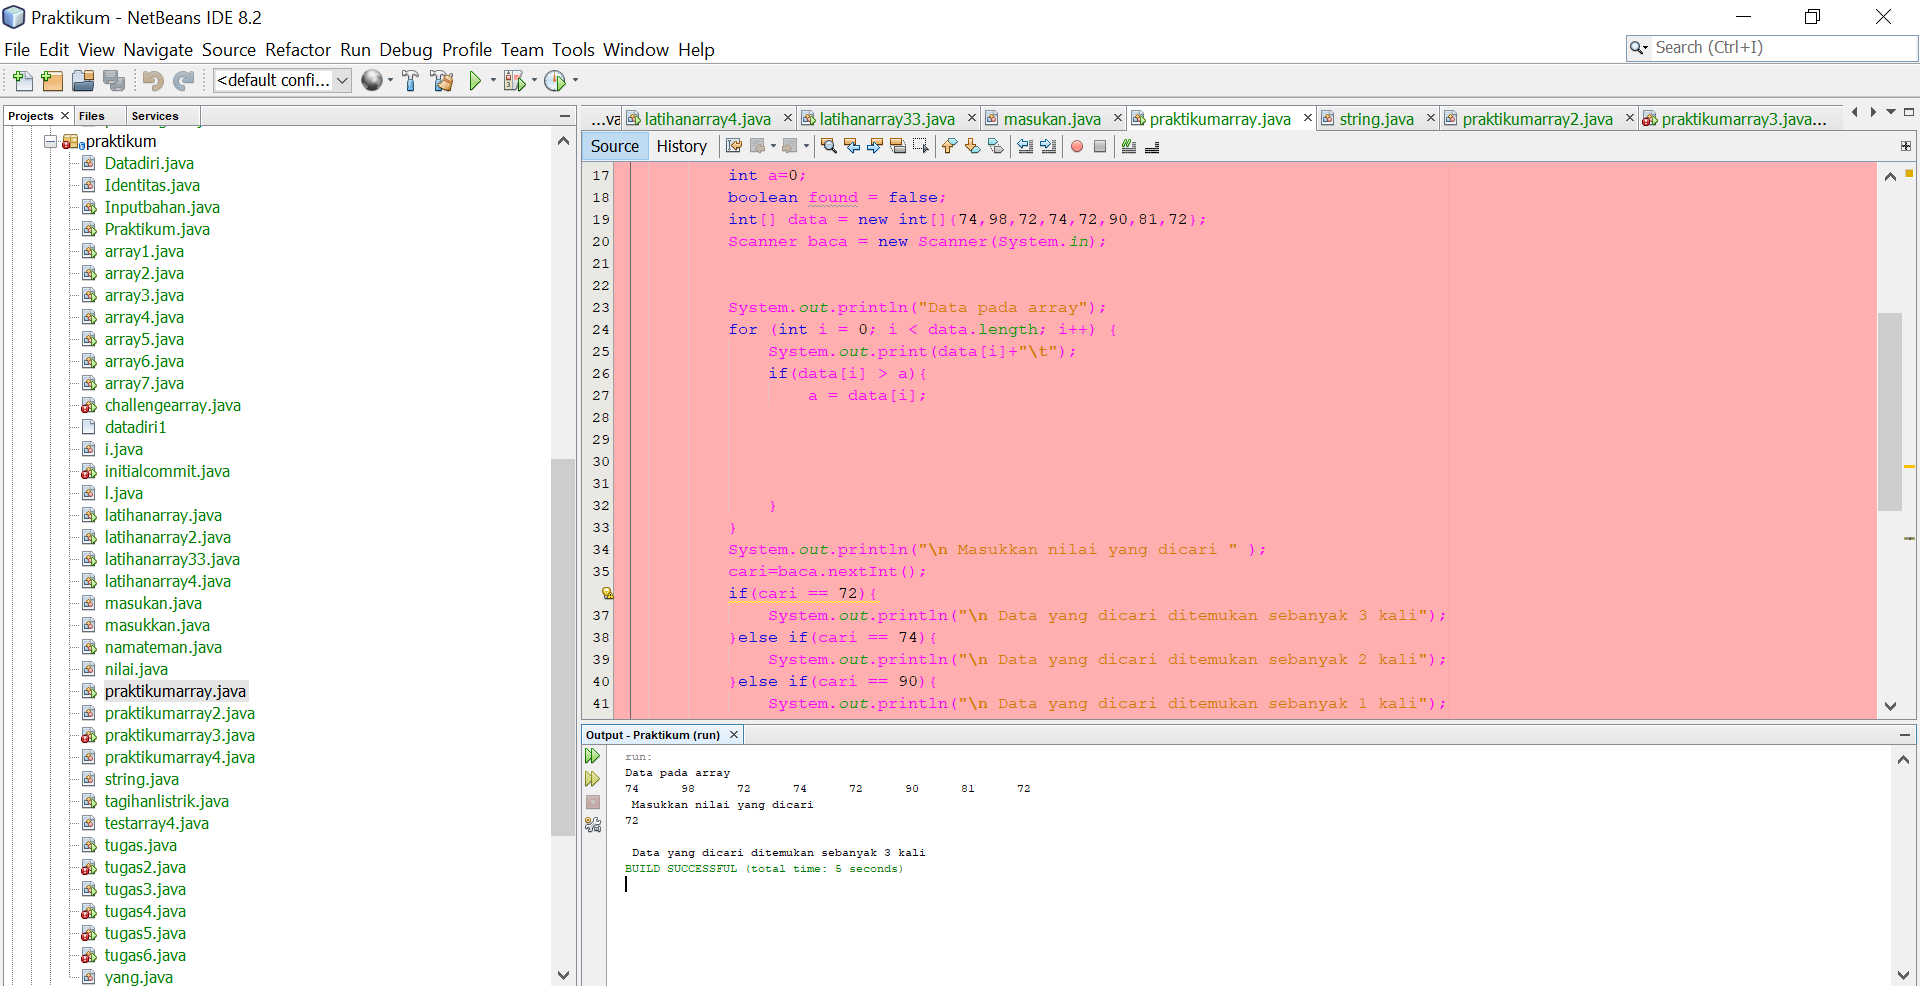 Praktikum - NetBeans IDE 8.2
File Edit View Navigate Source Refactor Run Debug Profile Team Tools Window Help
Search (Ctrl+I)
<default confi...
Projects Files Services
praktikum
Datadiri.java
Identitas.java
Inputbahan.java
Praktikum.java
array1.java
array2.java
array3.java
array4.java
array5.java
array6.java
array7.java
challengearray.java
datadiri1
i.java
initialcommit.java
l.java
latihanarray.java
latihanarray2.java
latihanarray33.java
latihanarray4.java
masukan.java
masukkan.java
namateman.java
nilai.java
praktikumarray.java
praktikumarray2.java
praktikumarray3.java
praktikumarray4.java
string.java
tagihanlistrik.java
testarray4.java
tugas.java
tugas2.java
tugas3.java
tugas4.java
tugas5.java
tugas6.java
yang.java
...va latihanarray4.java latihanarray33.java masukan.java praktikumarray.java string.java praktikumarray2.java praktikumarray3.java...
Source History
17 int a=0;
18 boolean found = false;
19 int[] data = new int[]{74,98,72,74,72,90,81,72};
20 Scanner baca = new Scanner(System.in);
21
22
23 System.out.println("Data pada array");
24 for (int i = 0; i < data.length; i++) {
25 System.out.print(data[i]+"\t");
26 if(data[i] > a){
27 a = data[i];
28
29
30
31
32 }
33 }
34 System.out.println("\n Masukkan nilai yang dicari " );
35 cari=baca.nextInt();
if(cari == 72){
37 System.out.println("\n Data yang dicari ditemukan sebanyak 3 kali");
38 }else if(cari == 74){
39 System.out.println("\n Data yang dicari ditemukan sebanyak 2 kali");
40 }else if(cari == 90){
41 System.out.println("\n Data yang dicari ditemukan sebanyak 1 kali");
Output - Praktikum (run)
run:
Data pada array
74 98 72 74 72 90 81 72
Masukkan nilai yang dicari
72
Data yang dicari ditemukan sebanyak 3 kali
BUILD SUCCESSFUL (total time: 5 seconds)